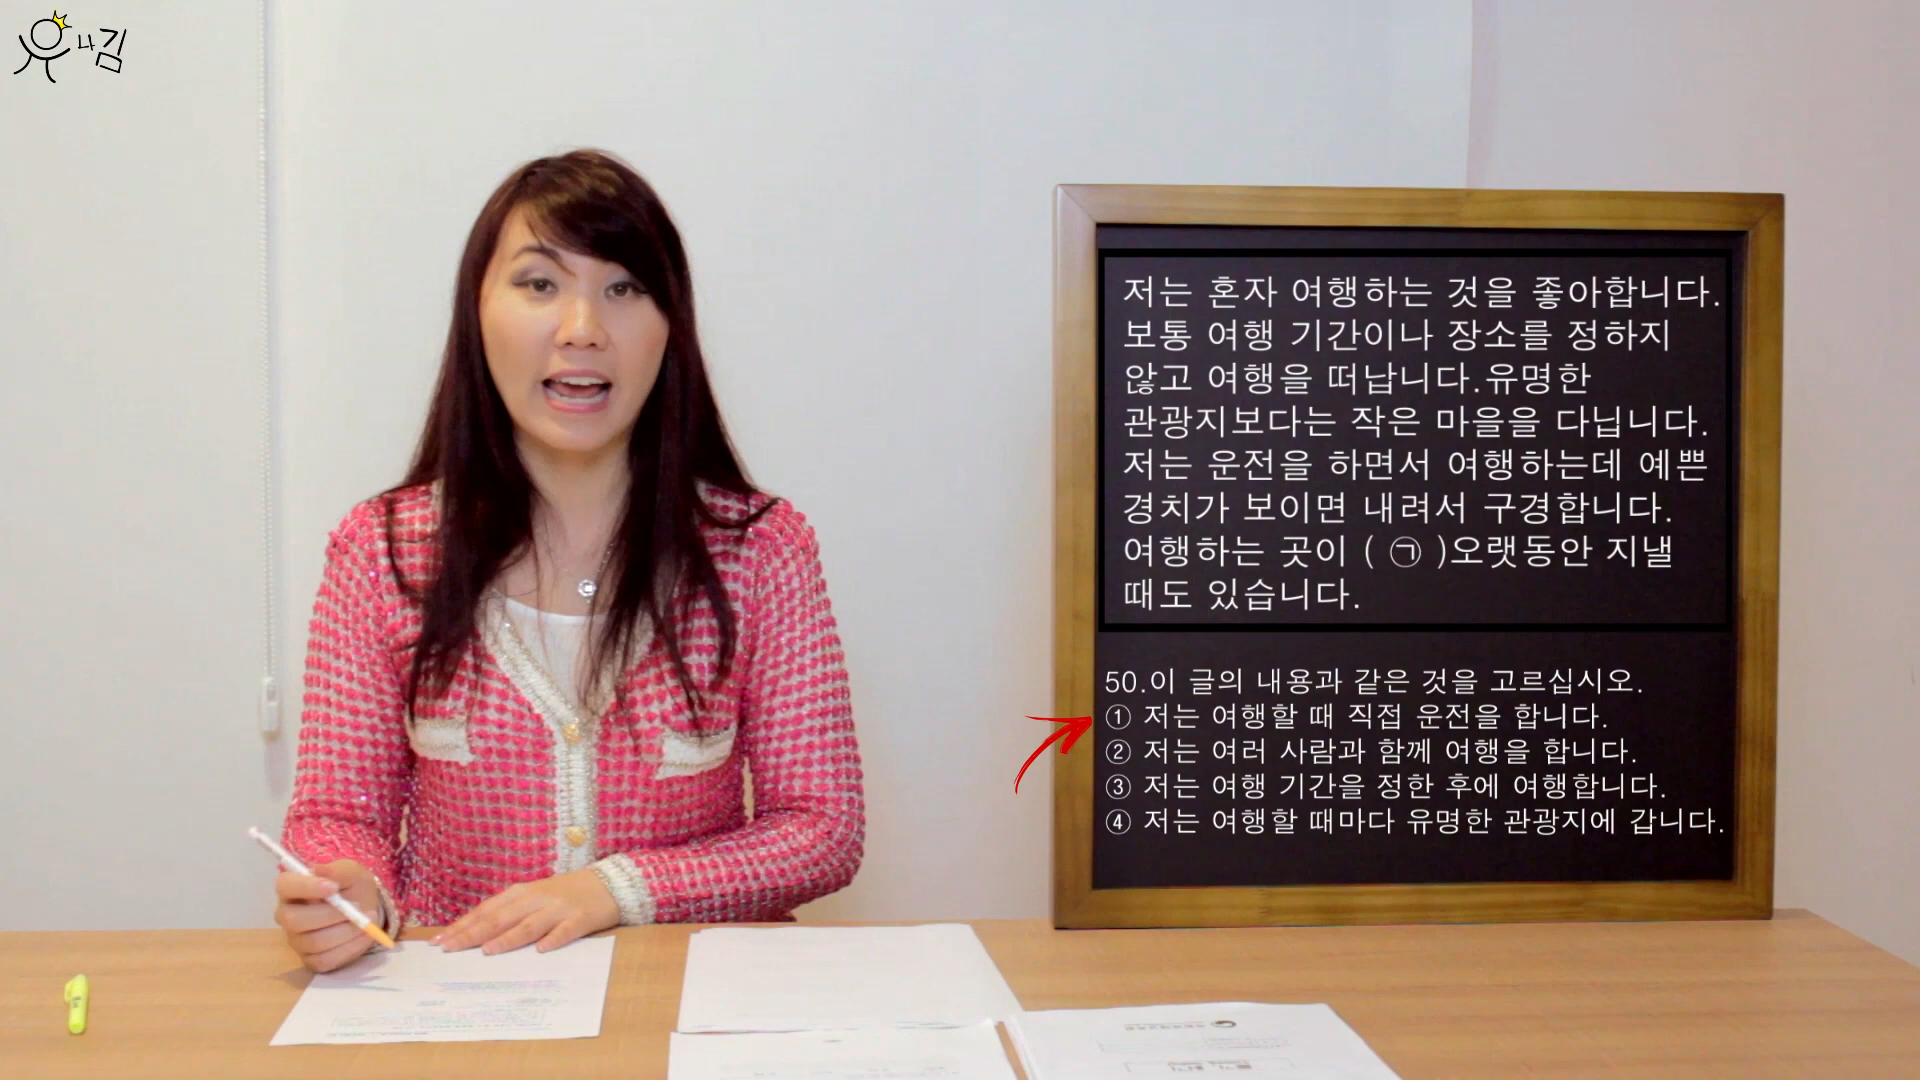 유나김
저는 혼자 여행하는 것을 좋아합니다.
보통 여행 기간이나 장소를 정하지
않고 여행을 떠납니다.유명한
관광지보다는 작은 마을을 다닙니다.
저는 운전을 하면서 여행하는데 예쁜
경치가 보이면 내려서 구경합니다.
여행하는 곳이 ( ㉠ )오랫동안 지낼
때도 있습니다.
50.이 글의 내용과 같은 것을 고르십시오.
① 저는 여행할 때 직접 운전을 합니다.
② 저는 여러 사람과 함께 여행을 합니다.
③ 저는 여행 기간을 정한 후에 여행합니다.
④ 저는 여행할 때마다 유명한 관광지에 갑니다.